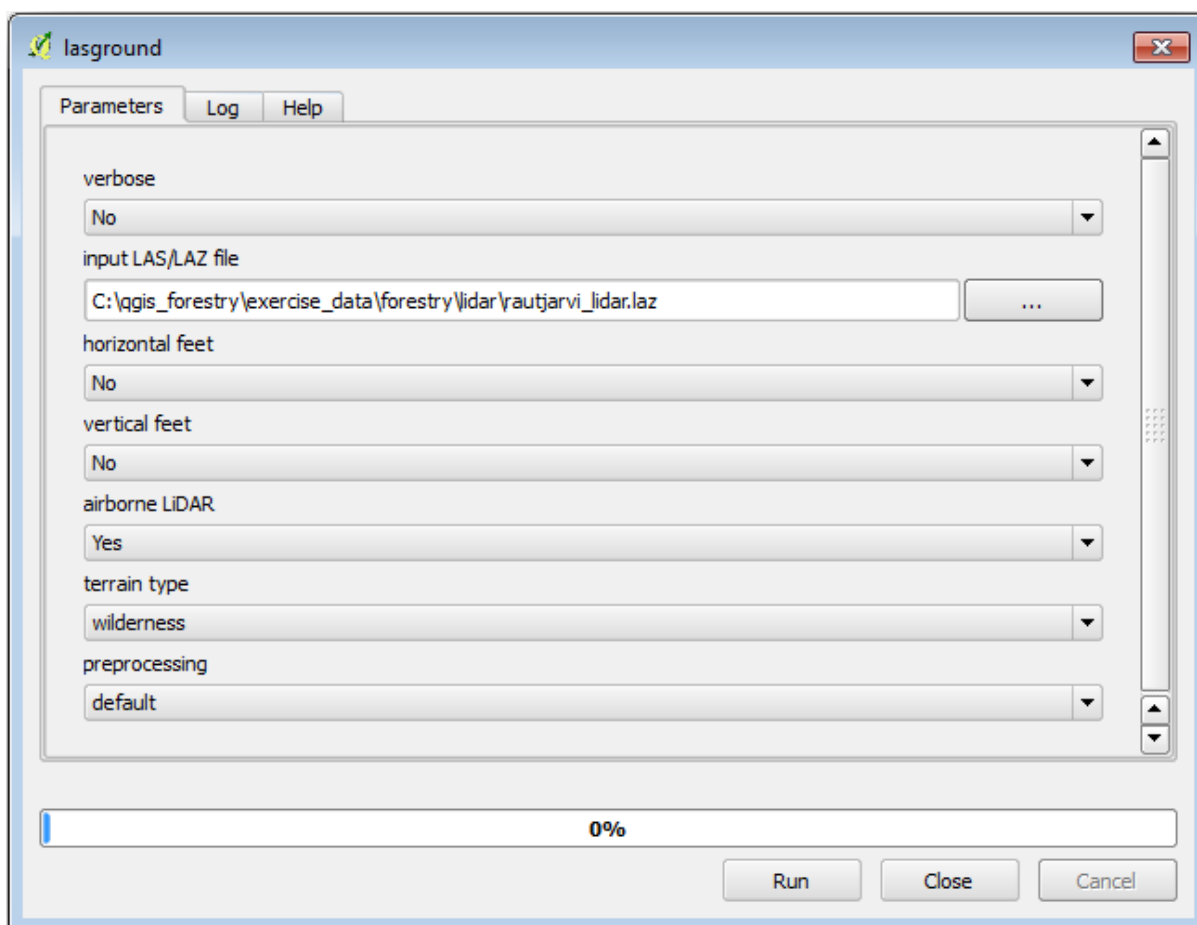 lasground
Parameters Log Help
verbose
No
input LAS/LAZ file
C:\qgis_forestry\exercise_data\forestry\lidar\rautjarvi_lidar.laz ...
horizontal feet
No
vertical feet
No
airborne LiDAR
Yes
terrain type
wilderness
preprocessing
default
0%
Run Close Cancel